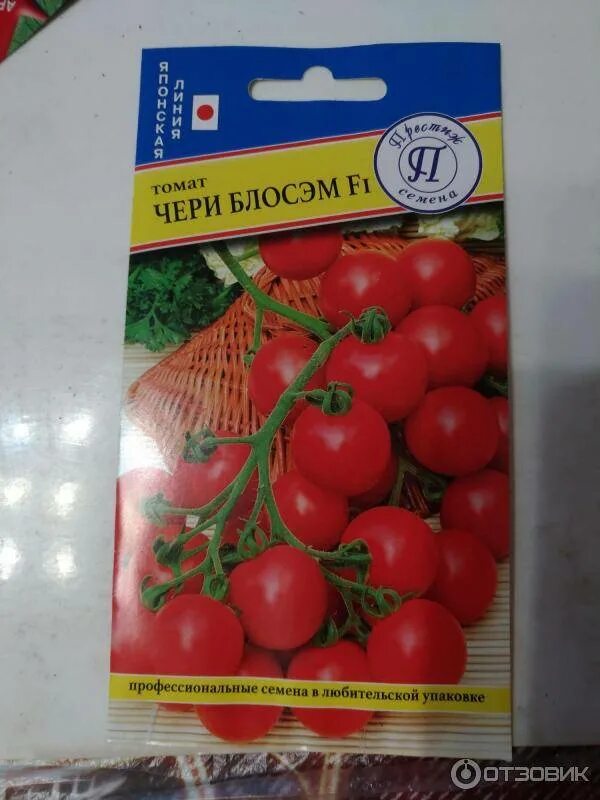 ЯПОНСКАЯ
ЛИНИЯ
томат
ЧЕРИ БЛОСЭМ F1
Престиж
П
семена
профессиональные семена в любительской упаковке
ОТЗОВИК